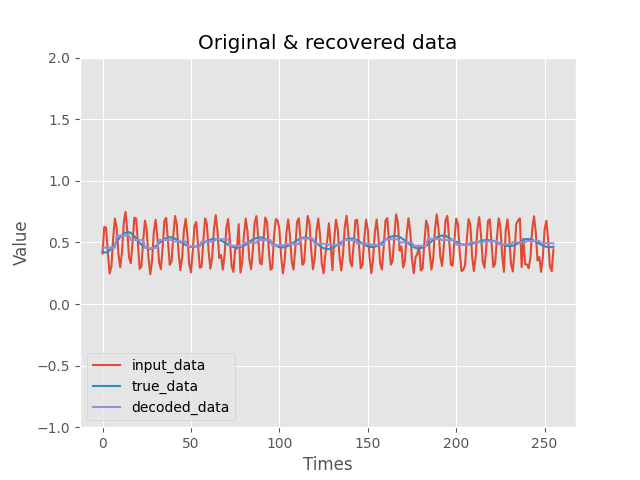 Original & recovered data
2.0
1.5
1.0
0.5
0.0
−0.5
−1.0
Value
input_data
true_data
decoded_data
0 50 100 150 200 250
Times